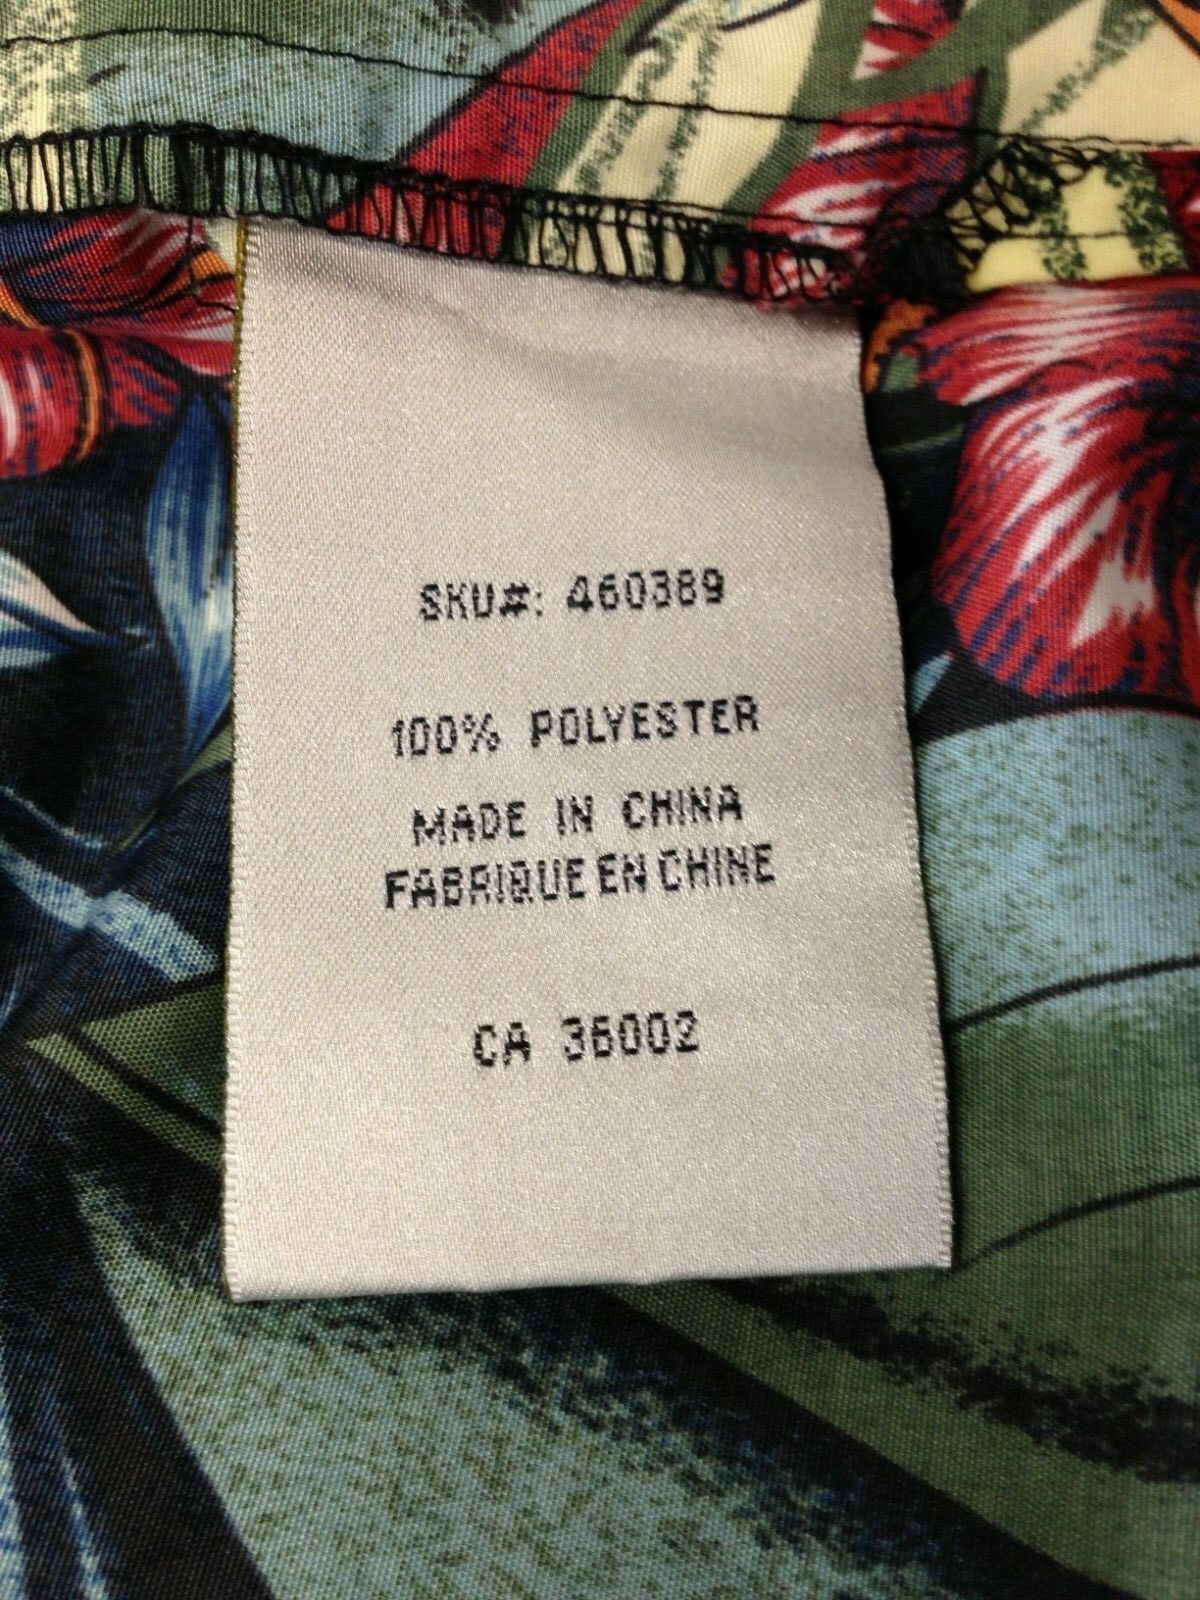 SKU#: 460389
100% POLYESTER
MADE IN CHINA
FABRIQUE EN CHINE
CA 36002